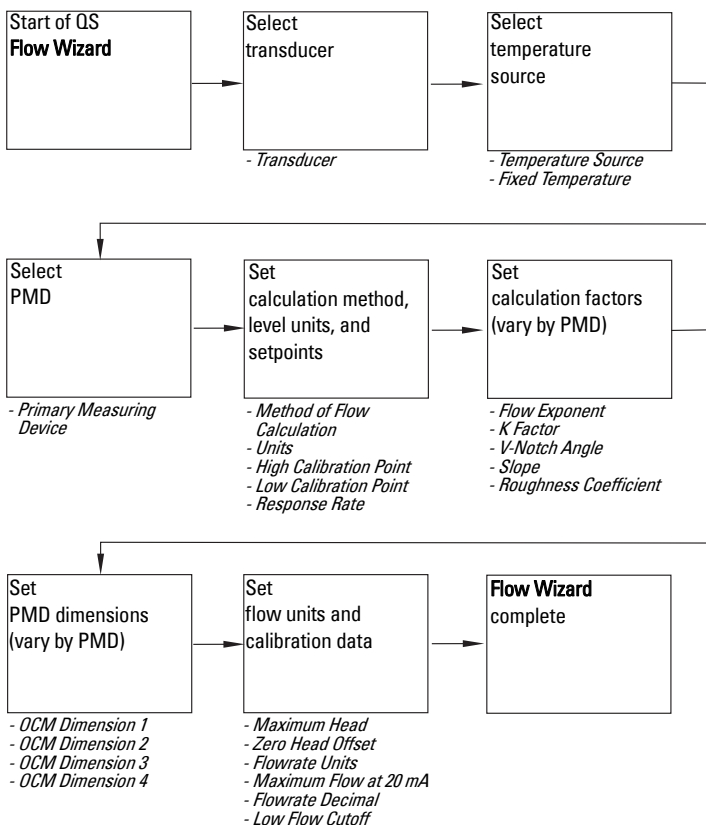 Start of QS
Flow Wizard
Select
transducer
- Transducer
Select
temperature
source
- Temperature Source
- Fixed Temperature
Select
PMD
- Primary Measuring
Device
Set
calculation method,
level units, and
setpoints
- Method of Flow
Calculation
- Units
- High Calibration Point
- Low Calibration Point
- Response Rate
Set
calculation factors
(vary by PMD)
- Flow Exponent
- K Factor
- V-Notch Angle
- Slope
- Roughness Coefficient
Set
PMD dimensions
(vary by PMD)
- OCM Dimension 1
- OCM Dimension 2
- OCM Dimension 3
- OCM Dimension 4
Set
flow units and
calibration data
- Maximum Head
- Zero Head Offset
- Flowrate Units
- Maximum Flow at 20 mA
- Flowrate Decimal
- Low Flow Cutoff
Flow Wizard
complete